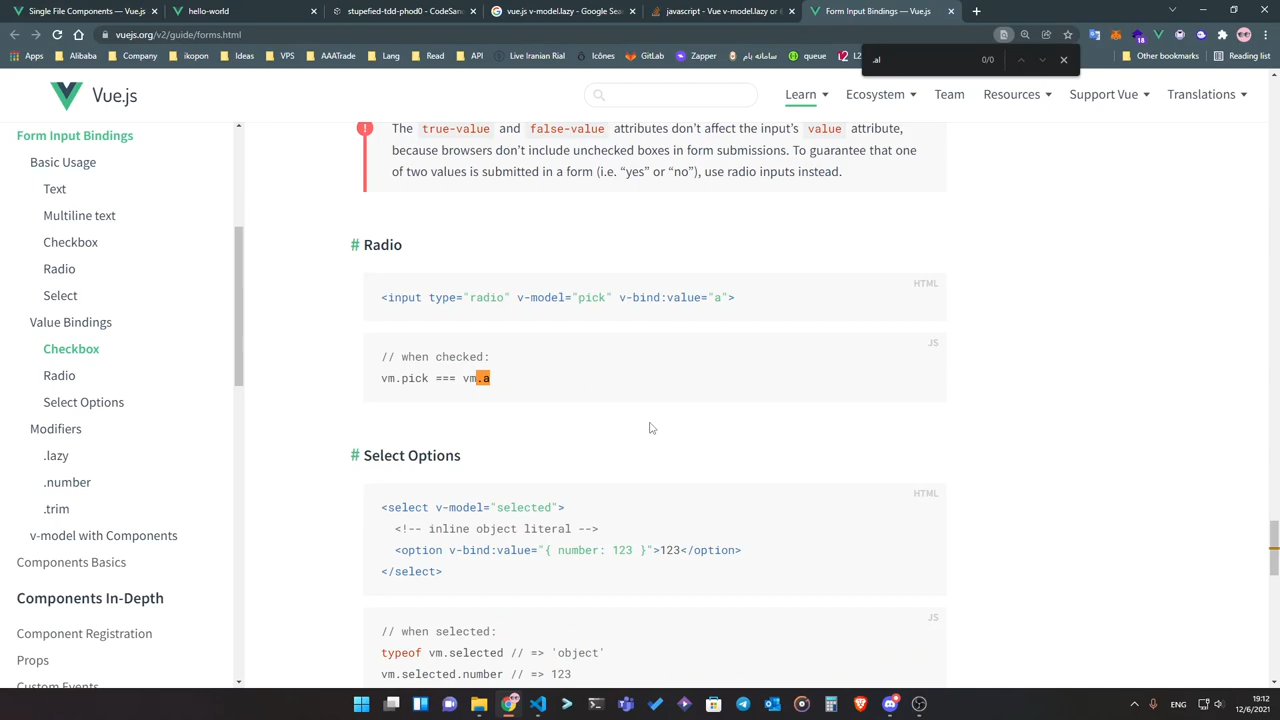 Single File Components — Vue.js
hello-world
stupefied-tdd-phod0 - CodeSan
vue.js v-model.lazy - Google Sea
javascript - Vue v-model.lazy or E
Form Input Bindings — Vue.js
vuejs.org/v2/guide/forms.html
Apps
Alibaba
Company
ikopon
Ideas
VPS
AAATrade
Lang
Read
API
Live Iranian Rial
Icônes
GitLab
Zapper
سامانه پیام
queue
L2
Other bookmarks
Reading list
.al
0/0
Vue.js
Learn
Ecosystem
Team
Resources
Support Vue
Translations
Form Input Bindings
Basic Usage
Text
Multiline text
Checkbox
Radio
Select
Value Bindings
Checkbox
Radio
Select Options
Modifiers
.lazy
.number
.trim
v-model with Components
Components Basics
Components In-Depth
Component Registration
Props
Custom Events
!
The true-value and false-value attributes don’t affect the input’s value attribute,
because browsers don’t include unchecked boxes in form submissions. To guarantee that one
of two values is submitted in a form (i.e. “yes” or “no”), use radio inputs instead.
# Radio
HTML
<input type="radio" v-model="pick" v-bind:value="a">
JS
// when checked:
vm.pick === vm.a
# Select Options
HTML
<select v-model="selected">
<!-- inline object literal -->
<option v-bind:value="{ number: 123 }">123</option>
</select>
JS
// when selected:
typeof vm.selected // => 'object'
vm.selected.number // => 123
ENG
19:12
12/6/2021